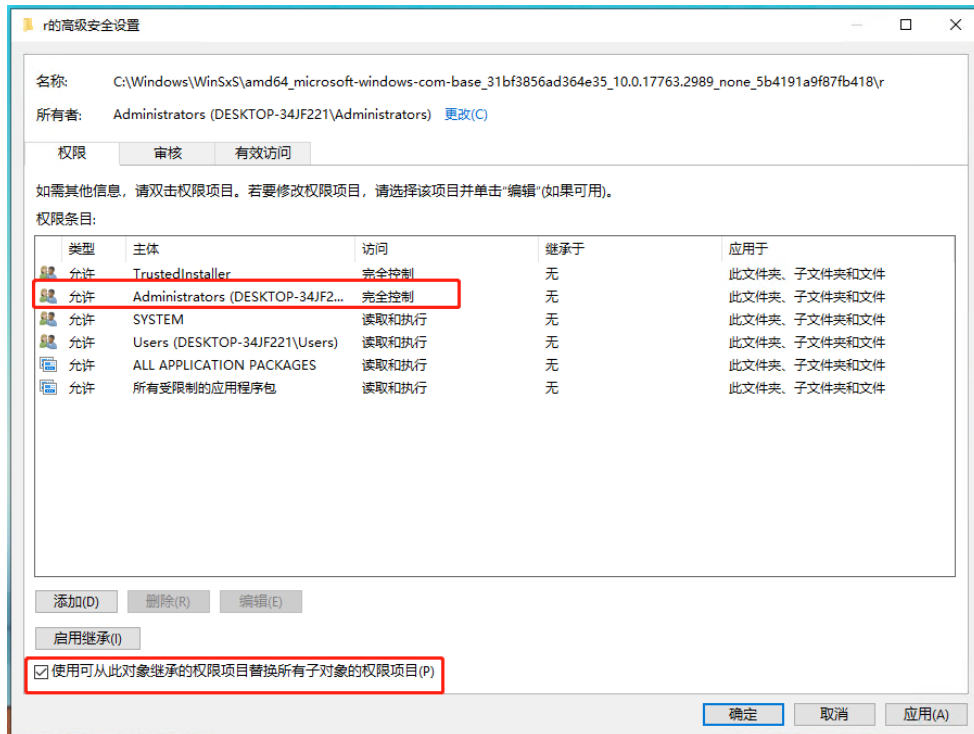 r的高级安全设置
名称: C:\Windows\WinSxS\amd64_microsoft-windows-com-base_31bf3856ad364e35_10.0.17763.2989_none_5b4191a9f87fb418\r
所有者: Administrators (DESKTOP-34JF221\Administrators) 更改(C)
权限 审核 有效访问
如需其他信息，请双击权限项目。若要修改权限项目，请选择该项目并单击“编辑”(如果可用)。
权限条目:
类型 主体 访问 继承于 应用于
允许 TrustedInstaller 完全控制 无 此文件夹、子文件夹和文件
允许 Administrators (DESKTOP-34JF2... 完全控制 无 此文件夹、子文件夹和文件
允许 SYSTEM 读取和执行 无 此文件夹、子文件夹和文件
允许 Users (DESKTOP-34JF221\Users) 读取和执行 无 此文件夹、子文件夹和文件
允许 ALL APPLICATION PACKAGES 读取和执行 无 此文件夹、子文件夹和文件
允许 所有受限制的应用程序包 读取和执行 无 此文件夹、子文件夹和文件
添加(D) 删除(R) 编辑(E)
启用继承(I)
使用可从此对象继承的权限项目替换所有子对象的权限项目(P)
确定 取消 应用(A)